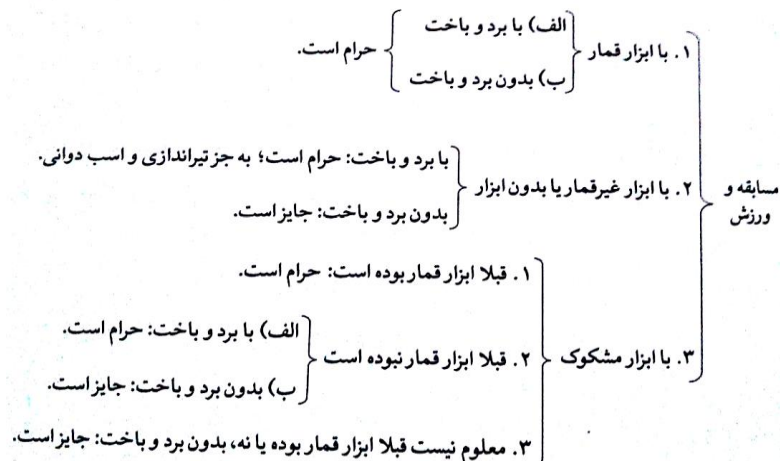 مسابقه و
ورزش
۱. با ابزار قمار
الف) با برد و باخت
ب) بدون برد و باخت
حرام است.
۲. با ابزار غیرقمار یا بدون ابزار
با برد و باخت: حرام است؛ به جز تیراندازی و اسب دوانی.
بدون برد و باخت: جایز است.
۳. با ابزار مشکوک
۱. قبلا ابزار قمار بوده است: حرام است.
۲. قبلا ابزار قمار نبوده است
الف) با برد و باخت: حرام است.
ب) بدون برد و باخت: جایز است.
۳. معلوم نیست قبلا ابزار قمار بوده یا نه، بدون برد و باخت: جایز است.